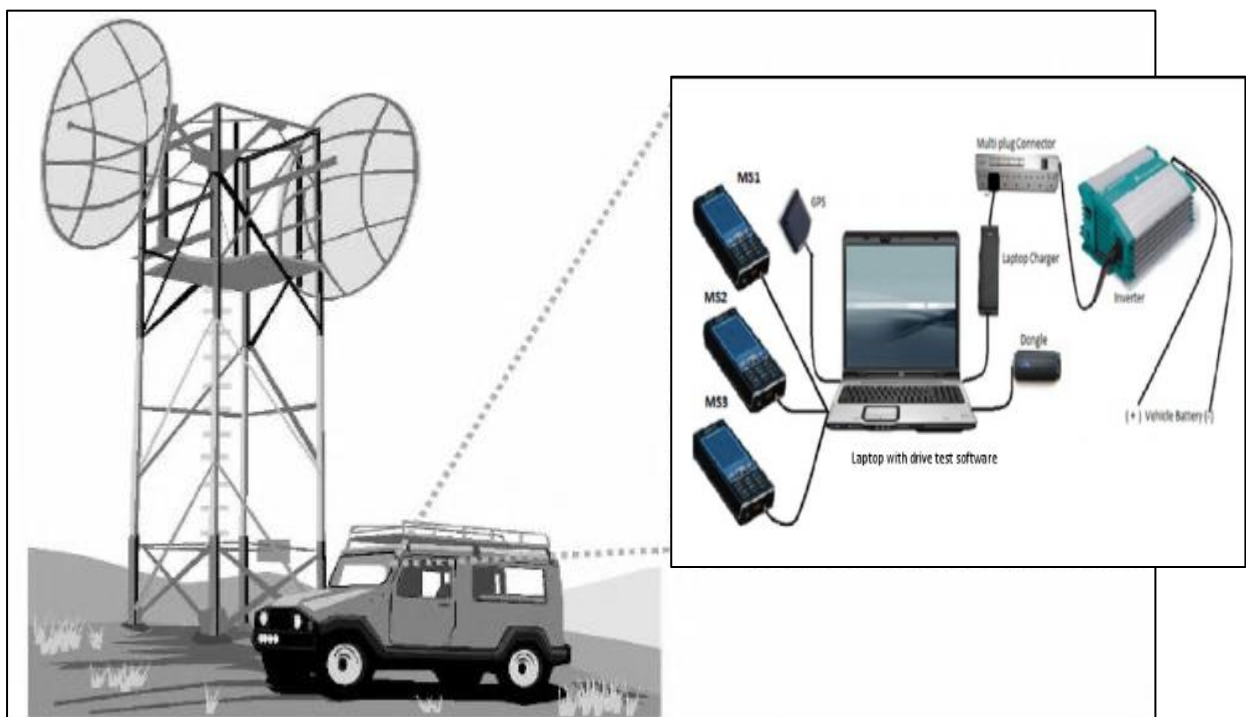 Multi plug Connector
MS1
GPS
Laptop Charger
Inverter
MS2
Dongle
MS3
( + ) Vehicle Battery (-)
Laptop with drive test software